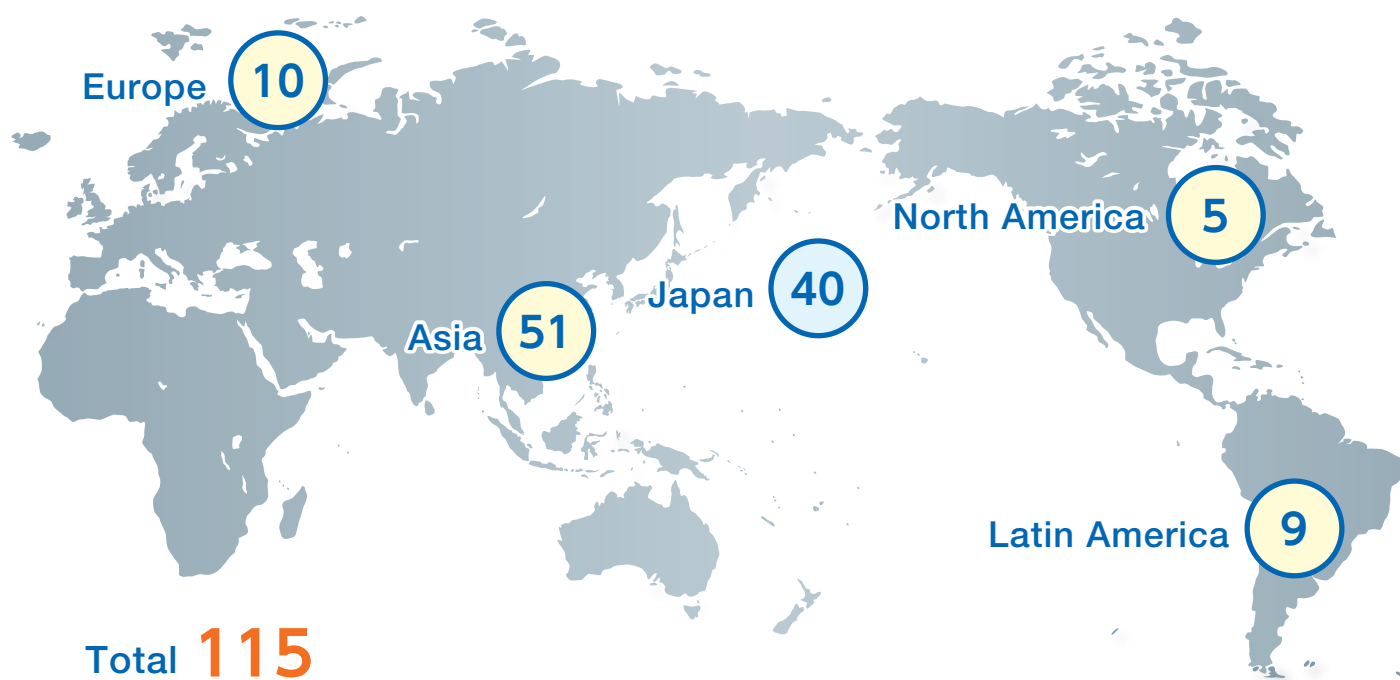 Europe 10
North America 5
Japan 40
Asia 51
Latin America 9
Total 115